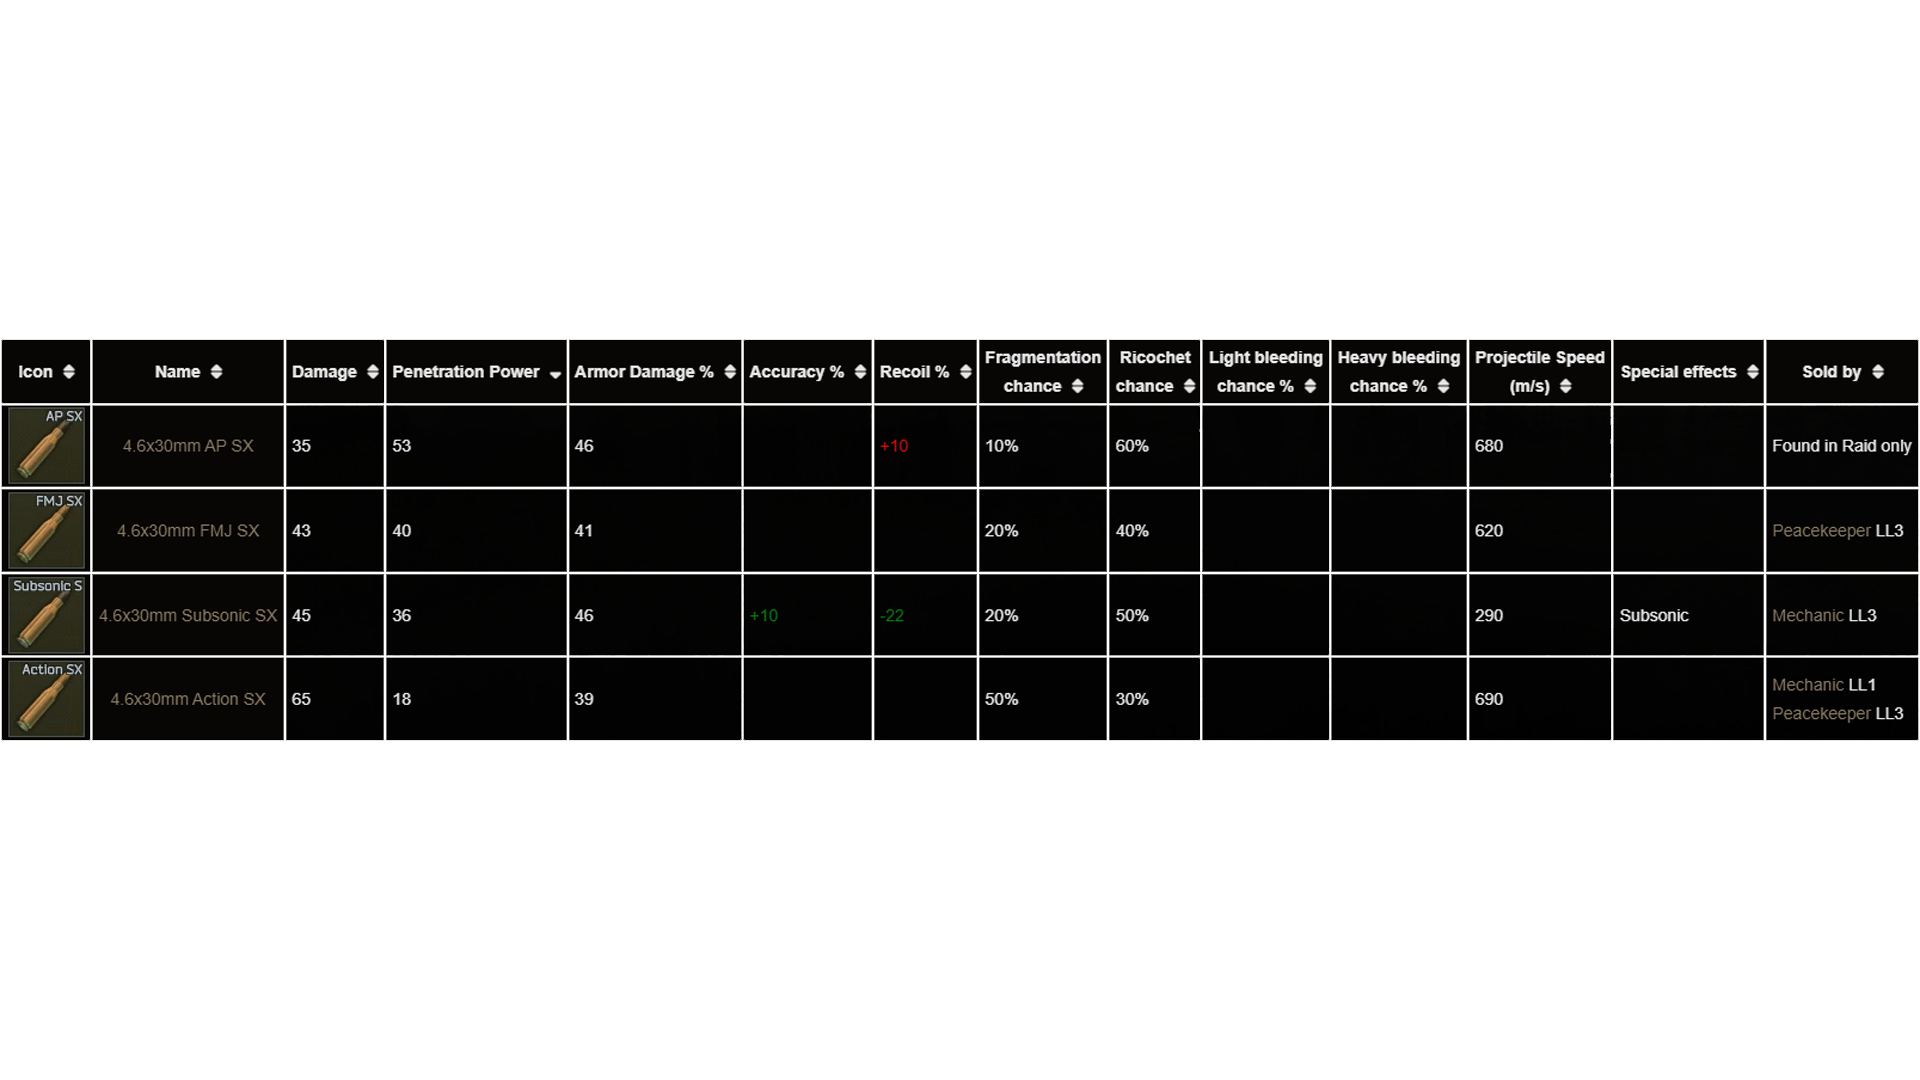 Icon Name Damage Penetration Power Armor Damage % Accuracy % Recoil % Fragmentation chance Ricochet chance Light bleeding chance % Heavy bleeding chance % Projectile Speed (m/s) Special effects Sold by
AP SX 4.6x30mm AP SX 35 53 46 +10 10% 60% 680 Found in Raid only
FMJ SX 4.6x30mm FMJ SX 43 40 41 20% 40% 620 Peacekeeper LL3
Subsonic S 4.6x30mm Subsonic SX 45 36 46 +10 -22 20% 50% 290 Subsonic Mechanic LL3
Action SX 4.6x30mm Action SX 65 18 39 50% 30% 690 Mechanic LL1
Peacekeeper LL3